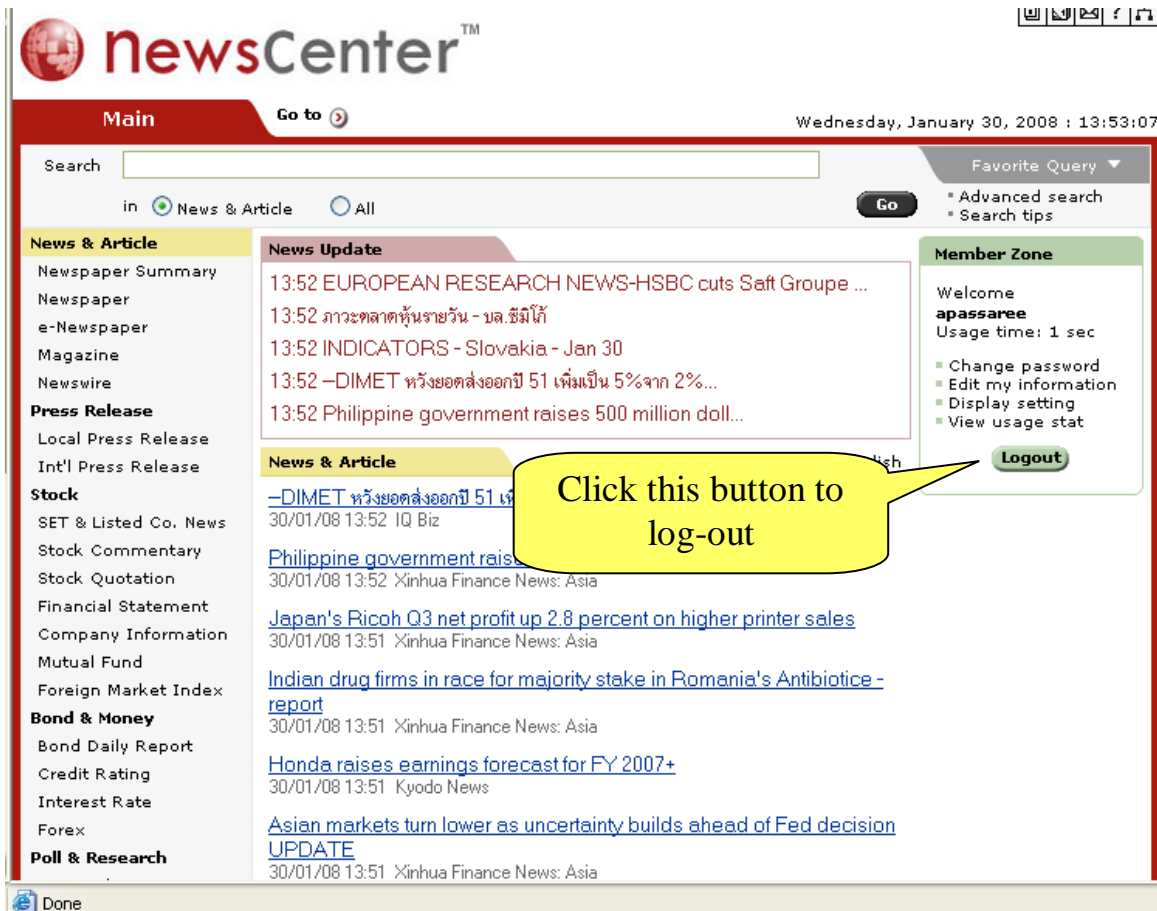 newsCenter™
Main
Go to
Wednesday, January 30, 2008 : 13:53:07
Search
Favorite Query
in News & Article All
Go
Advanced search
Search tips
News & Article
Newspaper Summary
Newspaper
e-Newspaper
Magazine
Newswire
Press Release
Local Press Release
Int'l Press Release
Stock
SET & Listed Co. News
Stock Commentary
Stock Quotation
Financial Statement
Company Information
Mutual Fund
Foreign Market Index
Bond & Money
Bond Daily Report
Credit Rating
Interest Rate
Forex
Poll & Research
News Update
13:52 EUROPEAN RESEARCH NEWS-HSBC cuts Saft Groupe ...
13:52 ภาวะตลาดหุ้นรายวัน - บล.ซีมิโก้
13:52 INDICATORS - Slovakia - Jan 30
13:52 —DIMET หวังยอดส่งออกปี 51 เพิ่มเป็น 5%จาก 2%...
13:52 Philippine government raises 500 million doll...
News & Article
—DIMET หวังยอดส่งออกปี 51
30/01/08 13:52 IQ Biz
Philippine government
30/01/08 13:52 Xinhua Finance News: Asia
Japan's Ricoh Q3 net profit up 2.8 percent on higher printer sales
30/01/08 13:51 Xinhua Finance News: Asia
Indian drug firms in race for majority stake in Romania's Antibiotice -
report
30/01/08 13:51 Xinhua Finance News: Asia
Honda raises earnings forecast for FY 2007+
30/01/08 13:51 Kyodo News
Asian markets turn lower as uncertainty builds ahead of Fed decision
UPDATE
30/01/08 13:51 Xinhua Finance News: Asia
Member Zone
Welcome
apassaree
Usage time: 1 sec
Change password
Edit my information
Display setting
View usage stat
Logout
Click this button to
log-out
Done